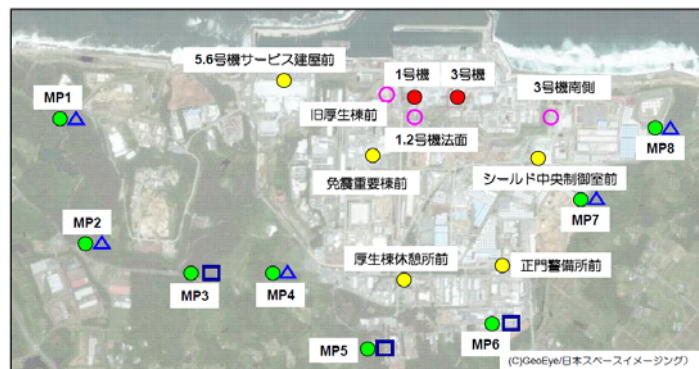 5.6号機サービス建屋前
1号機
3号機
3号機南側
MP1
旧厚生棟前
1.2号機法面
MP8
免震重要棟前
シールド中央制御室前
MP7
MP2
厚生棟休憩所前
正門警備所前
MP3
MP4
MP5
MP6
(C)GeoEye/日本スペースイメージング)